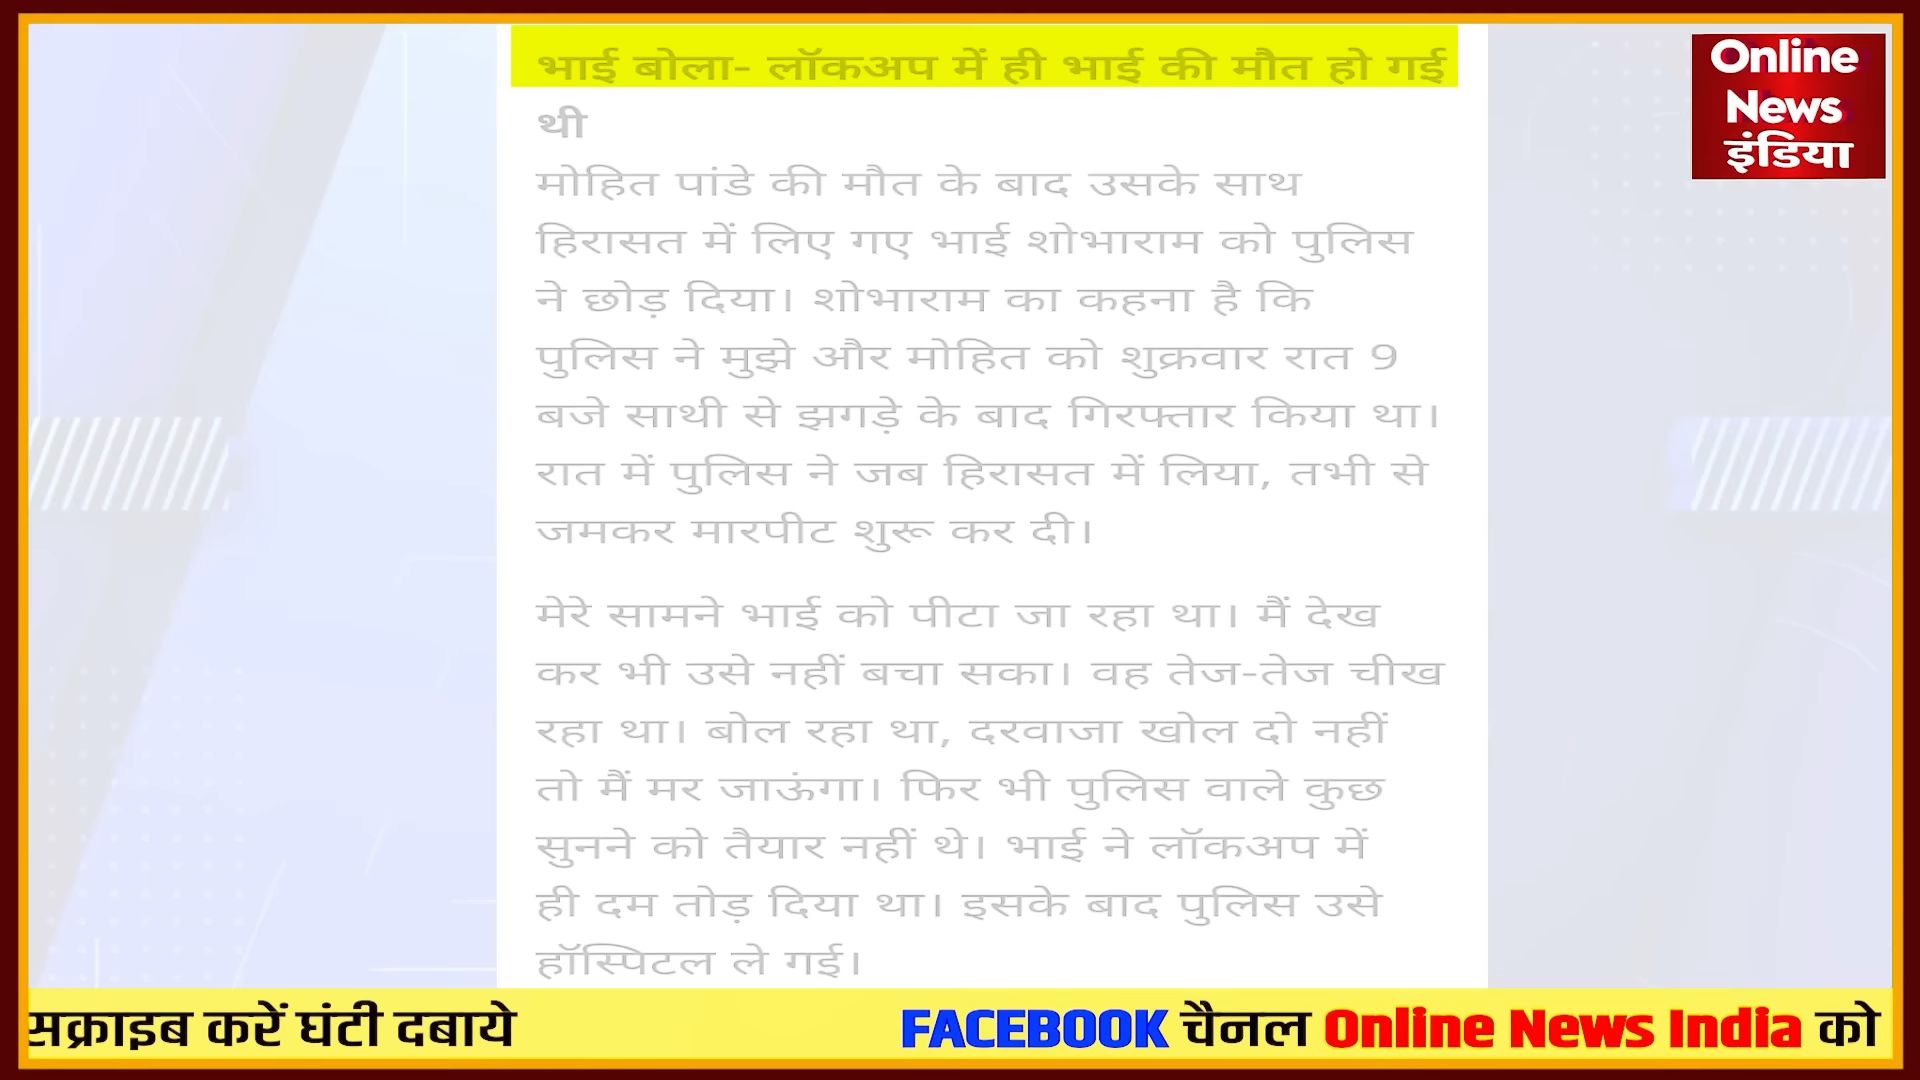 भाई बोला- लॉकअप में ही भाई की मौत हो गई
थी
मोहित पांडे की मौत के बाद उसके साथ
हिरासत में लिए गए भाई शोभाराम को पुलिस
ने छोड़ दिया। शोभाराम का कहना है कि
पुलिस ने मुझे और मोहित को शुक्रवार रात 9
बजे साथी से झगड़े के बाद गिरफ्तार किया था।
रात में पुलिस ने जब हिरासत में लिया, तभी से
जमकर मारपीट शुरू कर दी।
मेरे सामने भाई को पीटा जा रहा था। मैं देख
कर भी उसे नहीं बचा सका। वह तेज-तेज चीख
रहा था। बोल रहा था, दरवाजा खोल दो नहीं
तो मैं मर जाऊंगा। फिर भी पुलिस वाले कुछ
सुनने को तैयार नहीं थे। भाई ने लॉकअप में
ही दम तोड़ दिया था। इसके बाद पुलिस उसे
हॉस्पिटल ले गई।
Online
News
इंडिया
सक्राइब करें घंटी दबाये FACEBOOK चैनल Online News India को